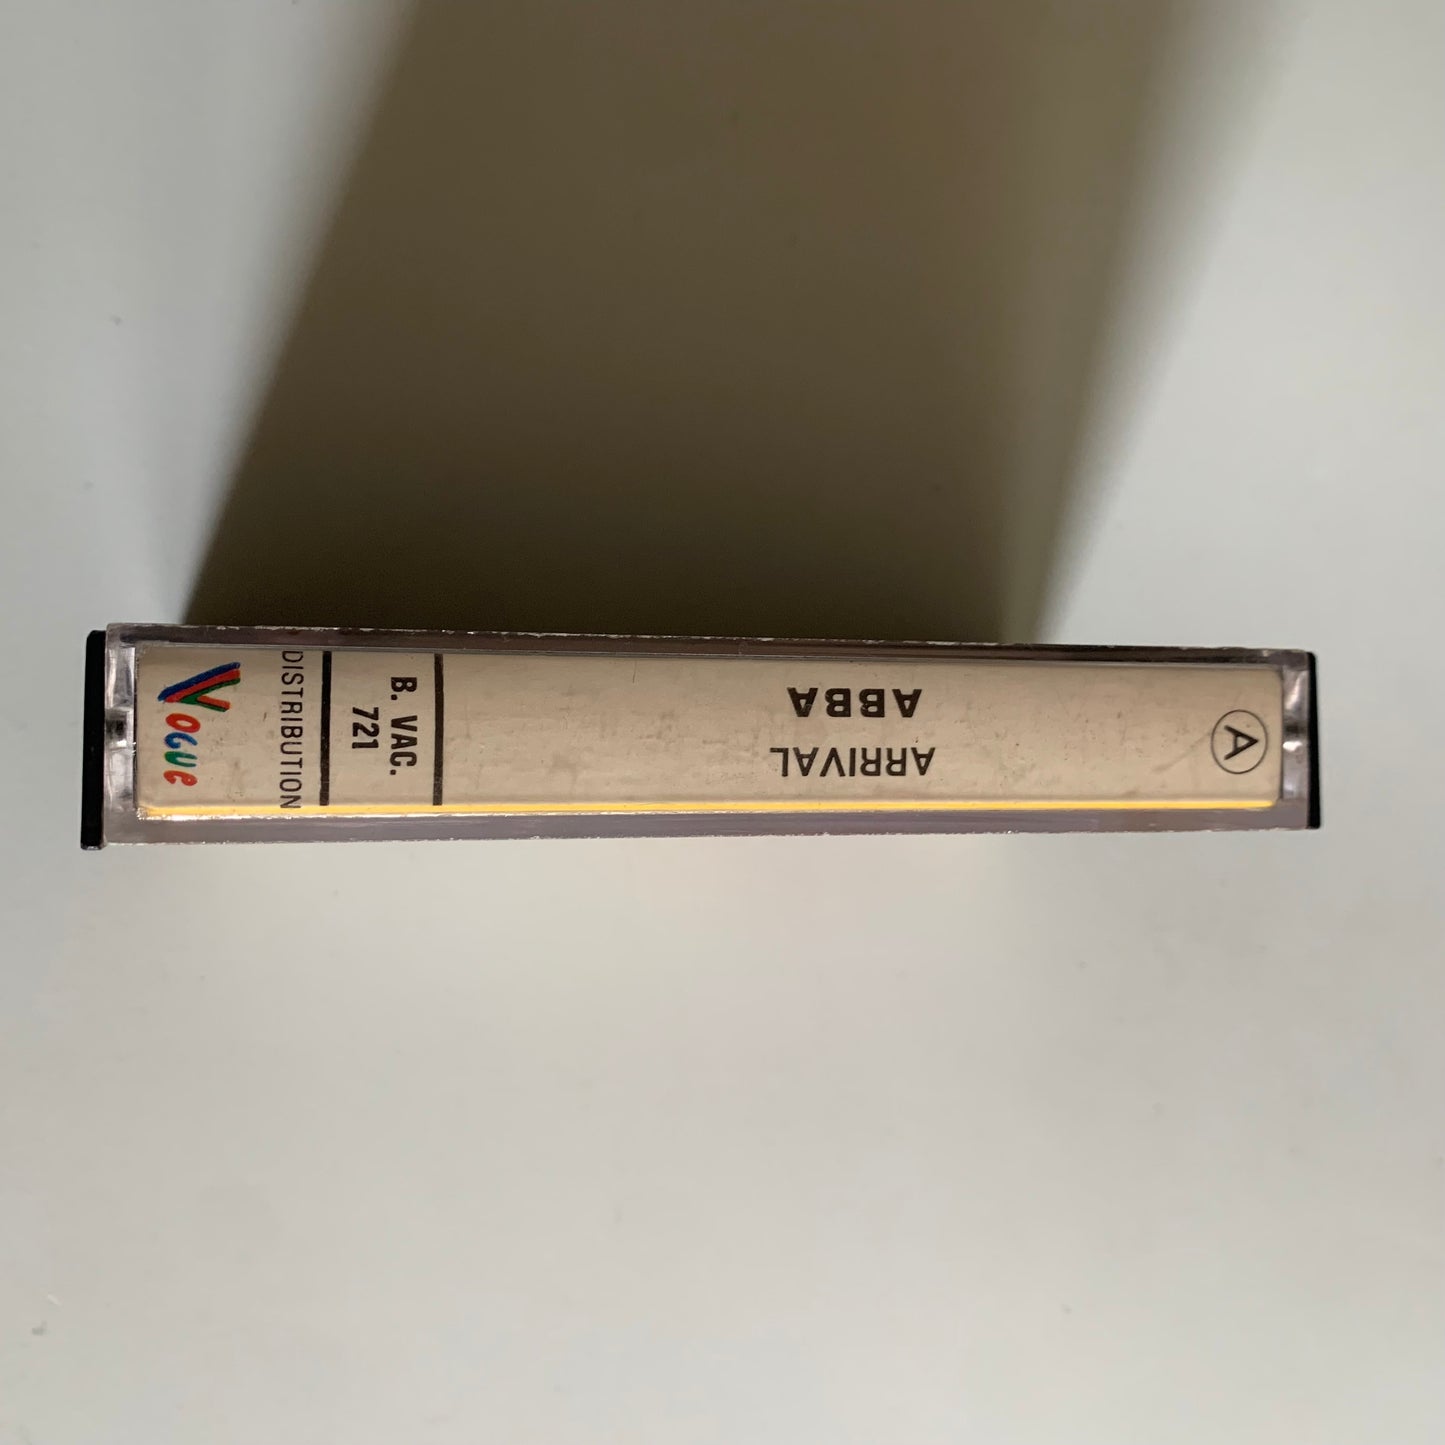 Vogue
DISTRIBUTION
B. VAC.
721
ARRIVAL
ABBA
A